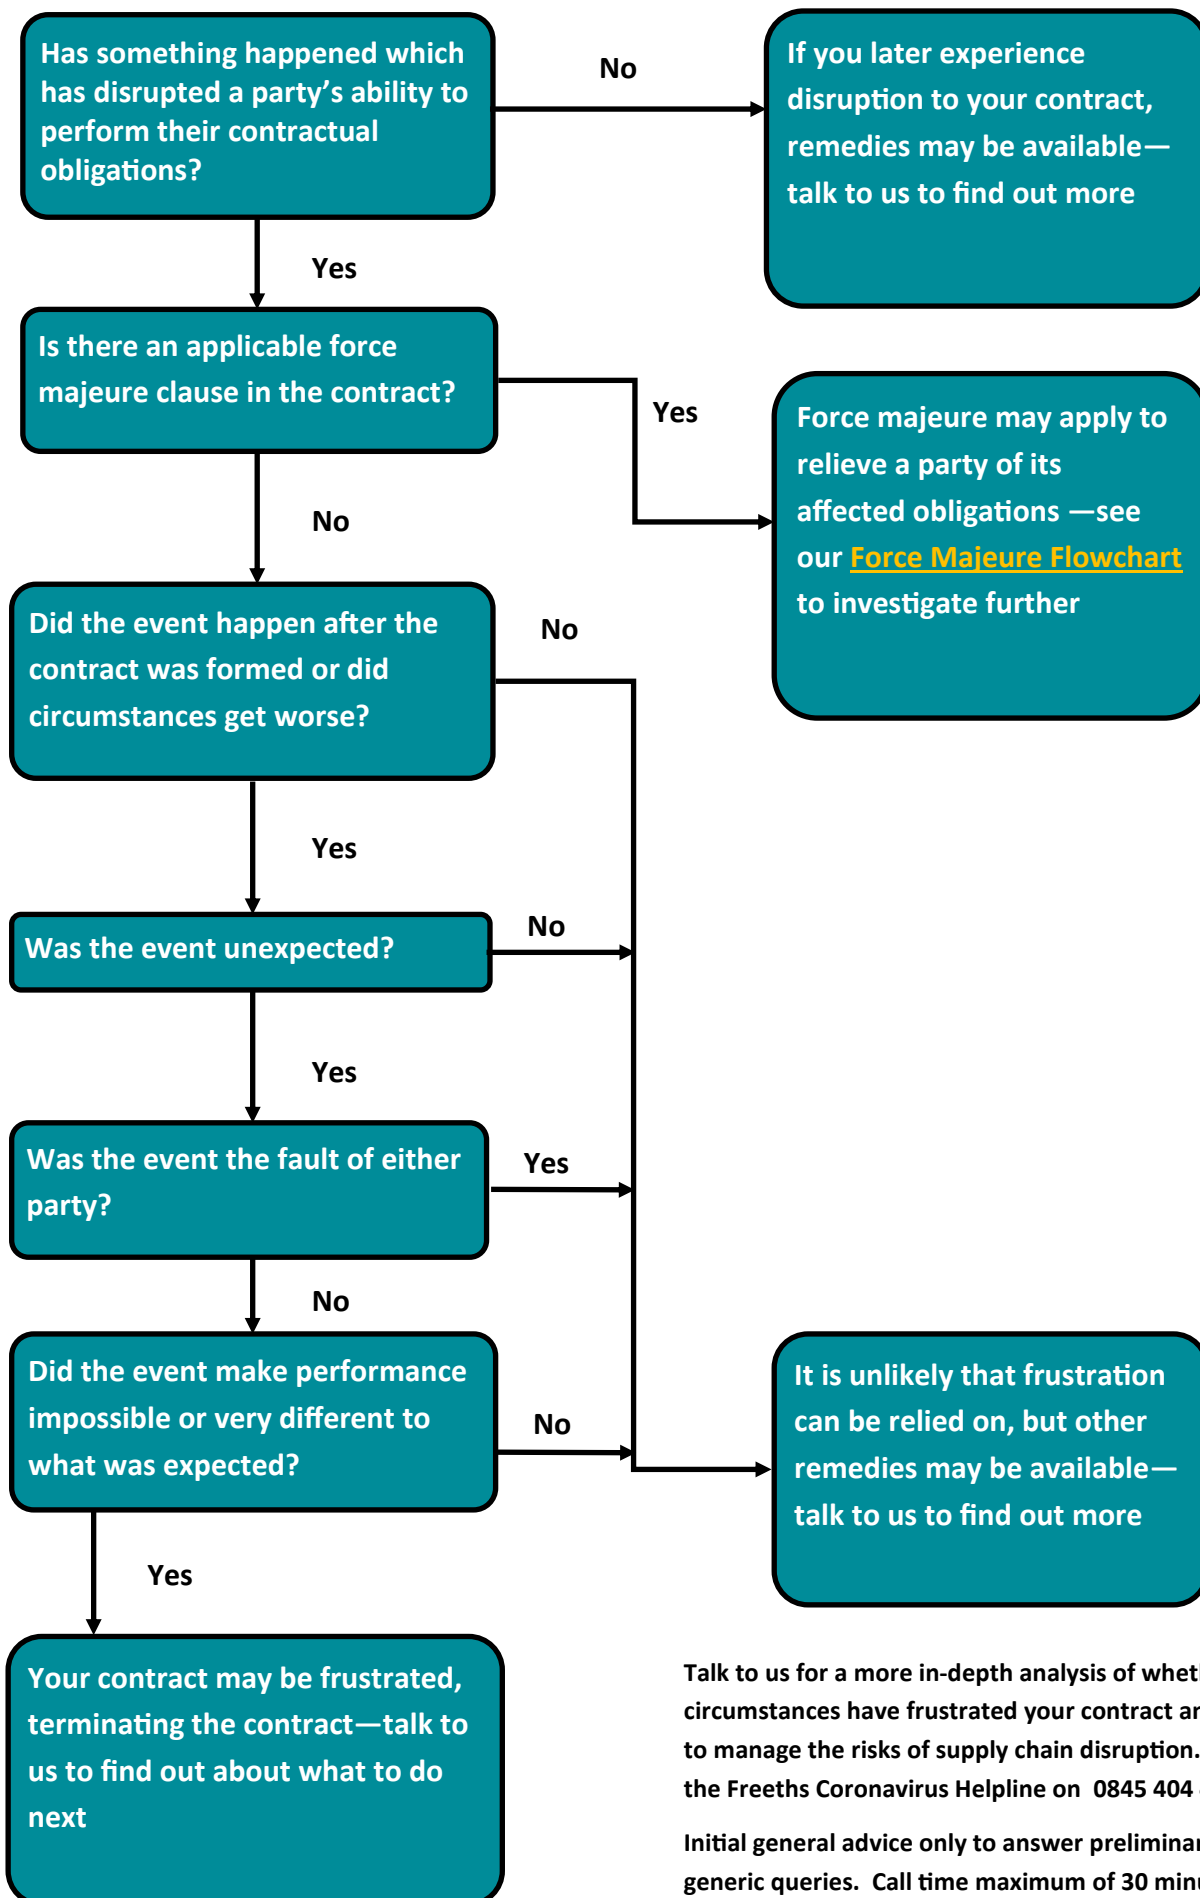 Has something happened which
has disrupted a party’s ability to
perform their contractual
obligations?
No
If you later experience
disruption to your contract,
remedies may be available—
talk to us to find out more
Yes
Is there an applicable force
majeure clause in the contract?
Yes
Force majeure may apply to
relieve a party of its
affected obligations —see
our Force Majeure Flowchart
to investigate further
No
Did the event happen after the
contract was formed or did
circumstances get worse?
No
Yes
Was the event unexpected?
No
Yes
Was the event the fault of either
party?
Yes
No
Did the event make performance
impossible or very different to
what was expected?
No
It is unlikely that frustration
can be relied on, but other
remedies may be available—
talk to us to find out more
Yes
Your contract may be frustrated,
terminating the contract—talk to
us to find out about what to do
next
Talk to us for a more in-depth analysis of
circumstances have frustrated your contract
to manage the risks of supply chain disruption.
the Freeths Coronavirus Helpline on 0845 404
Initial general advice only to answer
generic queries. Call time maximum of 30